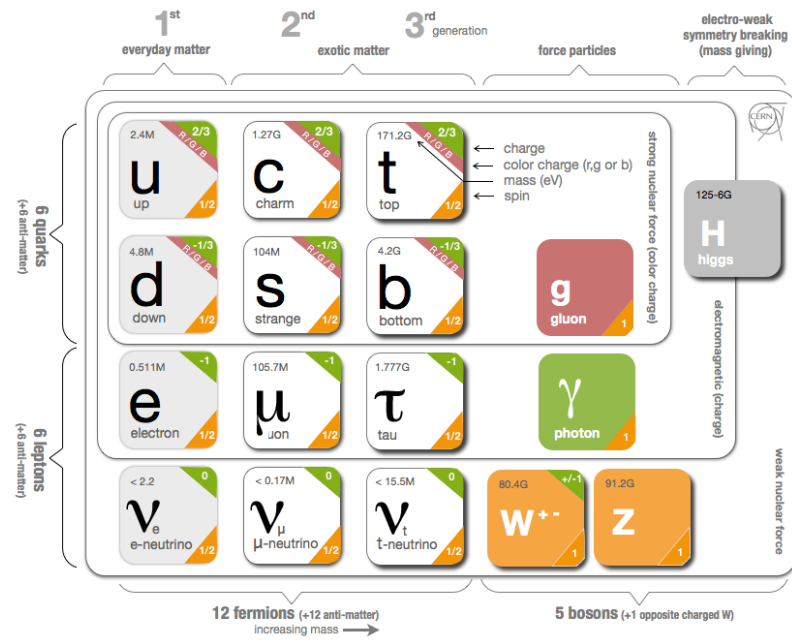 1st
2nd
3rd
generation
electro-weak
symmetry breaking
(mass giving)
everyday matter
exotic matter
force particles
CERN
6 quarks
(+6 anti-matter)
2.4M
2/3
R/G/B
u
up
1/2
1.27G
2/3
R/G/B
c
charm
1/2
171.2G
2/3
R/G/B
t
top
1/2
charge
color charge (r,g or b)
mass (eV)
spin
strong nuclear force (color charge)
125-6G
H
higgs
4.8M
-1/3
R/G/B
d
down
1/2
104M
-1/3
R/G/B
s
strange
1/2
4.2G
-1/3
R/G/B
b
bottom
1/2
g
gluon
1
electromagnetic (charge)
6 leptons
(+6 anti-matter)
0.511M
-1
e
electron
1/2
105.7M
-1
μ
uon
1/2
1.777G
-1
τ
tau
1/2
γ
photon
1
weak nuclear force
< 2.2
0
νe
e-neutrino
1/2
< 0.17M
0
νμ
μ-neutrino
1/2
< 15.5M
0
νt
t-neutrino
1/2
80.4G
+/-1
W+-
1
91.2G
Z
1
12 fermions (+12 anti-matter)
increasing mass
5 bosons (+1 opposite charged W)